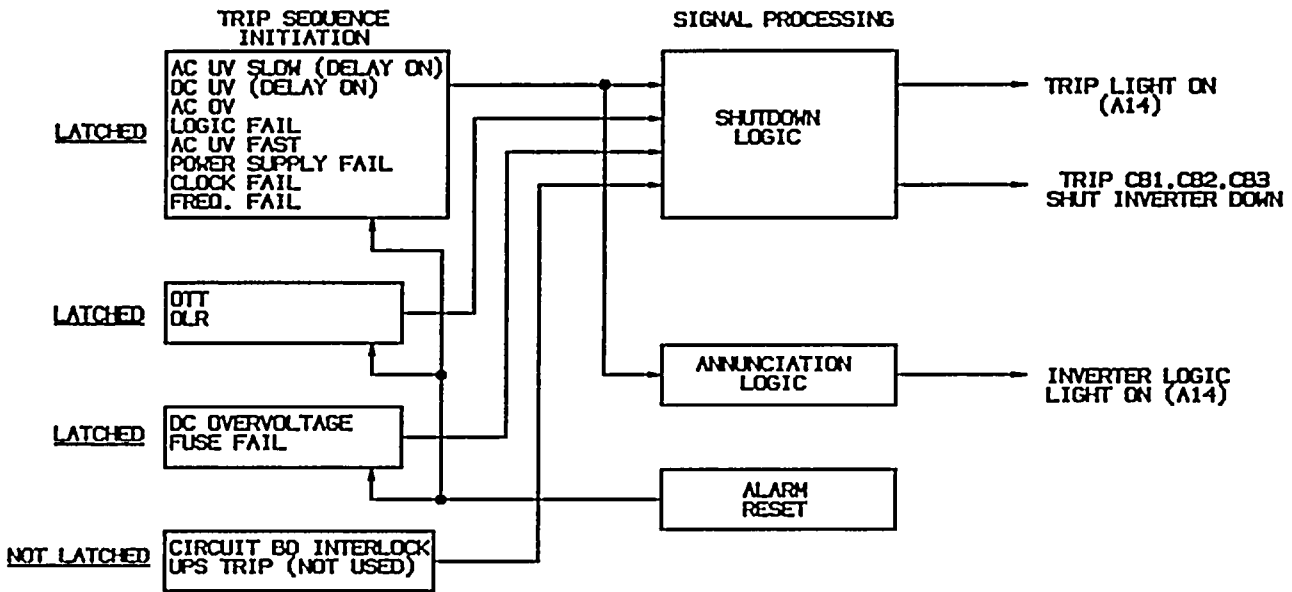 TRIP SEQUENCE
INITIATION
SIGNAL PROCESSING
LATCHED
AC UV SLOW (DELAY ON)
DC UV (DELAY ON)
AC OV
LOGIC FAIL
AC UV FAST
POWER SUPPLY FAIL
CLOCK FAIL
FREQ. FAIL
SHUTDOWN
LOGIC
TRIP LIGHT ON
(A14)
TRIP CB1.CB2.CB3
SHUT INVERTER DOWN
LATCHED
OTT
OLR
ANNUNCIATION
LOGIC
INVERTER LOGIC
LIGHT ON (A14)
LATCHED
DC OVERVOLTAGE
FUSE FAIL
ALARM
RESET
NOT LATCHED
CIRCUIT BD INTERLOCK
UPS TRIP (NOT USED)